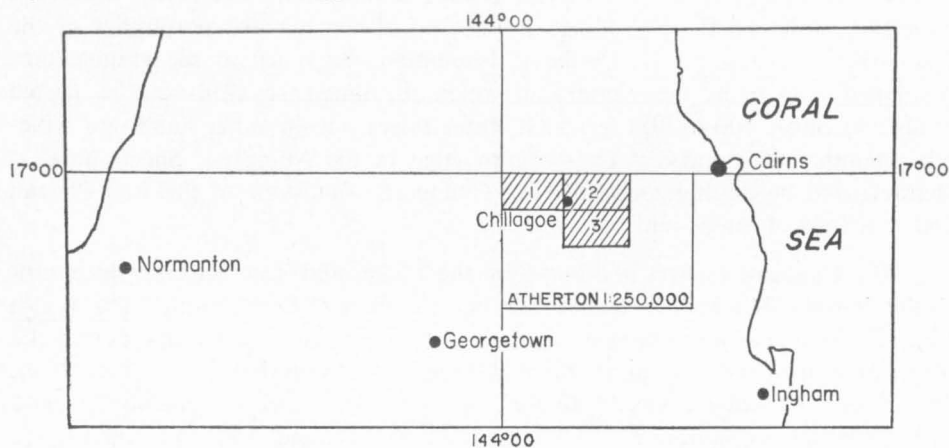 144°00
CORAL
17°00
Cairns
17°00
1
2
Chillagoe
3
SEA
Normanton
ATHERTON 1:250,000
Georgetown
Ingham
144°00